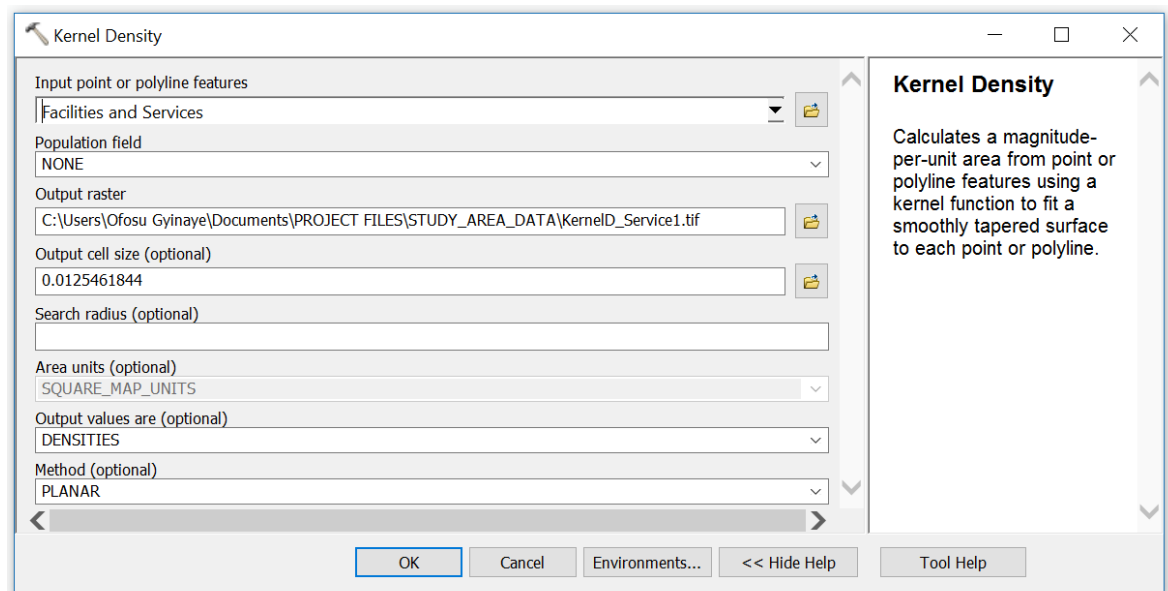 Kernel Density
Input point or polyline features
Facilities and Services
Population field
NONE
Output raster
C:\Users\Ofosu Gyinaye\Documents\PROJECT FILES\STUDY_AREA_DATA\KernelD_Service1.tif
Output cell size (optional)
0.0125461844
Search radius (optional)
Area units (optional)
SQUARE_MAP_UNITS
Output values are (optional)
DENSITIES
Method (optional)
PLANAR
Kernel Density
Calculates a magnitude-
per-unit area from point or
polyline features using a
kernel function to fit a
smoothly tapered surface
to each point or polyline.
OK
Cancel
Environments...
<< Hide Help
Tool Help